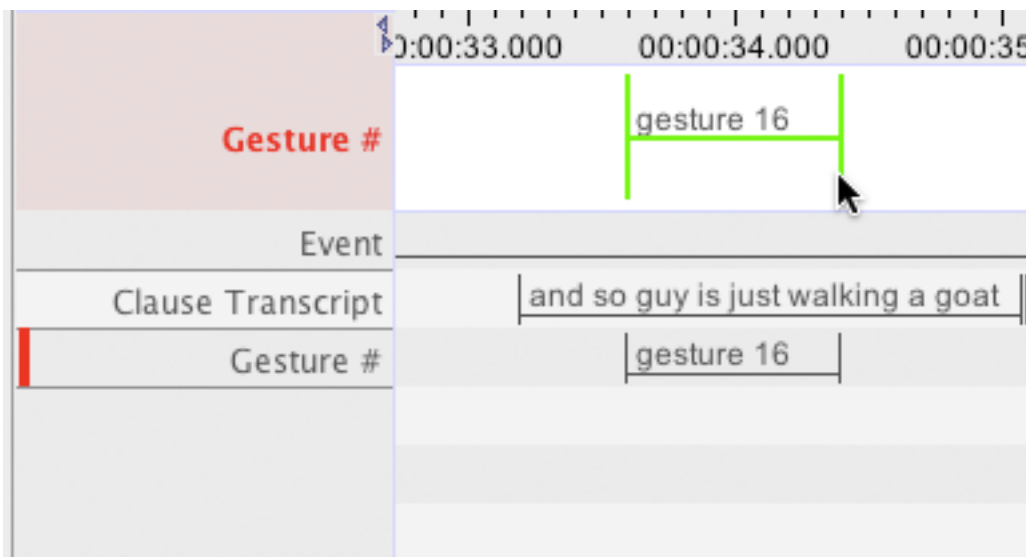 0:00:33.000 00:00:34.000 00:00:35
Gesture # gesture 16
Event
Clause Transcript and so guy is just walking a goat
Gesture # gesture 16